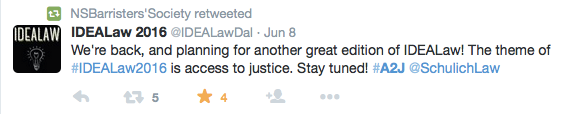 NSBarristers'Society retweeted
IDEALAW
IDEALaw 2016 @IDEALawDal · Jun 8
We're back, and planning for another great edition of IDEALaw! The theme of
#IDEALaw2016 is access to justice. Stay tuned! #A2J @SchulichLaw
5 4